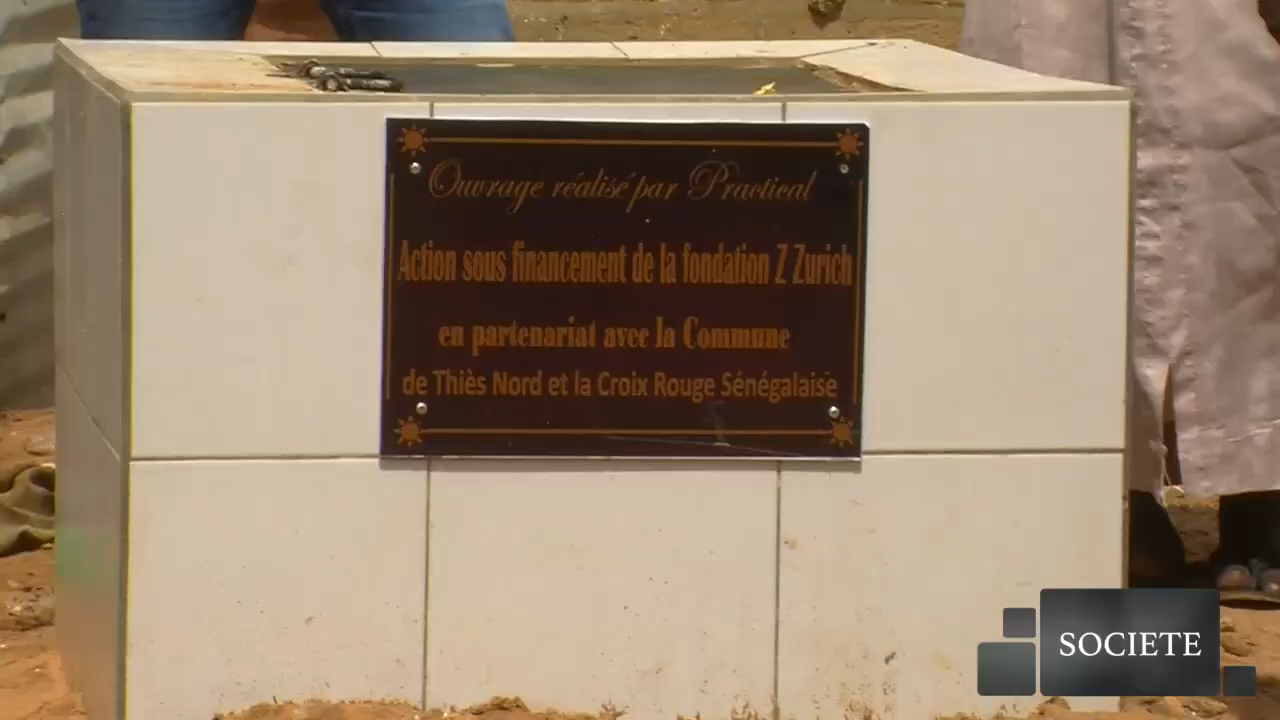 Ouvrage réalisé par Practical
Action sous financement de la fondation Z Zurich
en partenariat avec la Commune
de Thiès Nord et la Croix Rouge Sénégalaise
SOCIETE